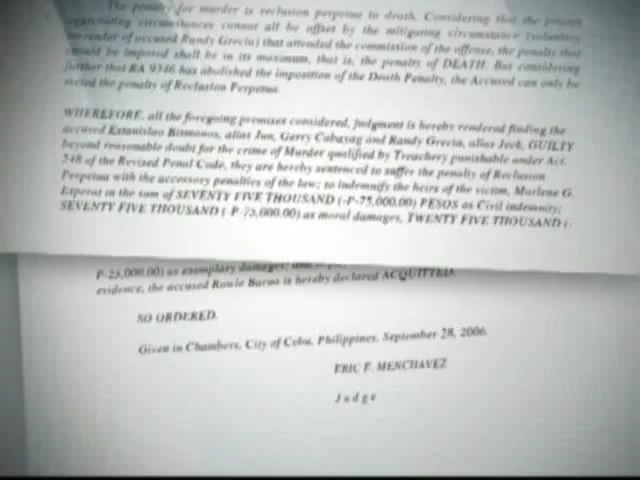 The penalty for murder is reclusion perpetua to death. Considering that the proven
aggravating circumstances cannot all be offset by the mitigating circumstance (voluntary
surrender of accused Randy Grecia) that attended the commission of the offense, the penalty that
should be imposed shall be in its maximum, that is, the penalty of DEATH. But considering
further that RA 9346 has abolished the imposition of the Death Penalty, the Accused can only be
meted the penalty of Reclusion Perpetua.
WHEREFORE, all the foregoing premises considered, judgment is hereby rendered finding the
accused Estanislao Bismanos, alias Jun, Gerry Cabayag and Randy Grecia, alias Jeck, GUILTY
beyond reasonable doubt for the crime of Murder qualified by Treachery punishable under Act.
248 of the Revised Penal Code, they are hereby sentenced to suffer the penalty of Reclusion
Perpetua with the accessory penalties of the law; to indemnify the heirs of the victim, Marlene G.
Esperat in the sum of SEVENTY FIVE THOUSAND (-P-75,000.00) PESOS as Civil indemnity;
SEVENTY FIVE THOUSAND (-P-75,000.00) as moral damages, TWENTY FIVE THOUSAND (-
P-25,000.00) as exemplary damages;
evidence, the accused Rowie Barua is hereby declared ACQUITTED.
SO ORDERED.
Given in Chambers, City of Cebu, Philippines, September 28, 2006.
ERIC F. MENCHAVEZ
Judge